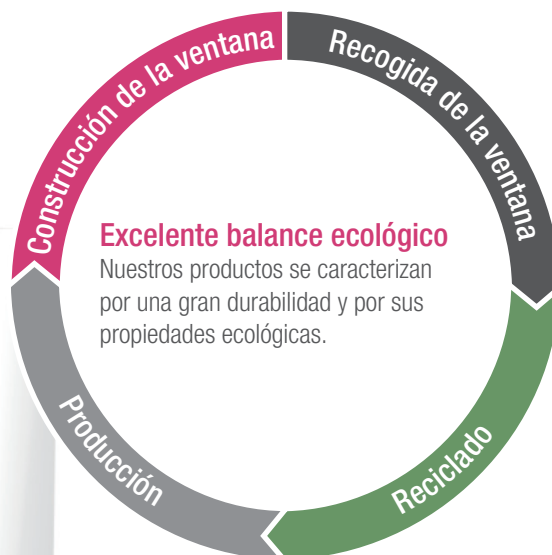 Construcción de la ventana
Recogida de la ventana
Excelente balance ecológico
Nuestros productos se caracterizan
por una gran durabilidad y por sus
propiedades ecológicas.
Producción
Reciclado